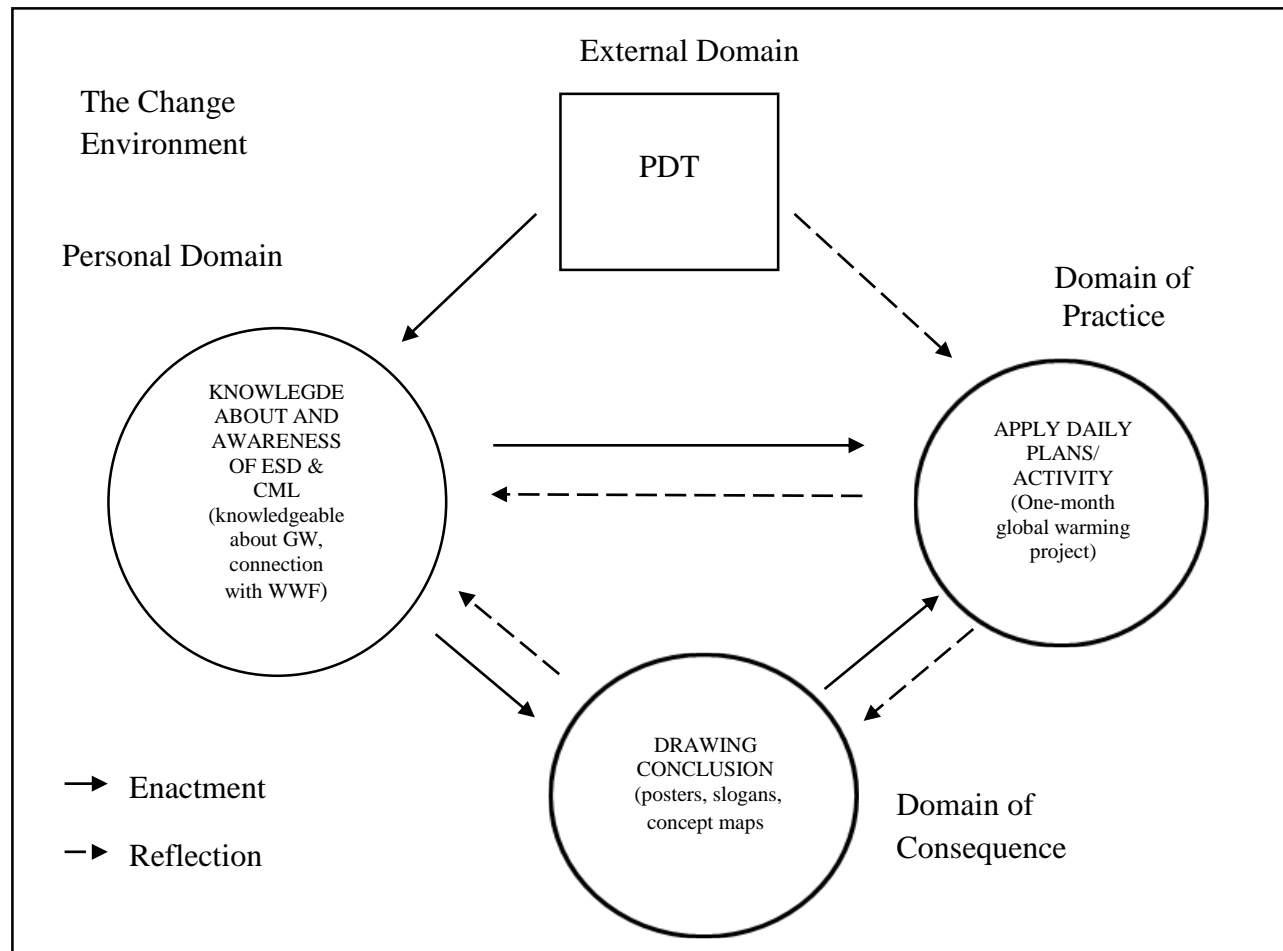 External Domain
The Change
Environment
PDT
Personal Domain
Domain of
Practice
KNOWLEGDE
ABOUT AND
AWARENESS
OF ESD &
CML
(knowledgeable
about GW,
connection
with WWF)
APPLY DAILY
PLANS/
ACTIVITY
(One-month
global warming
project)
DRAWING
CONCLUSION
(posters, slogans,
concept maps
Enactment
Reflection
Domain of
Consequence